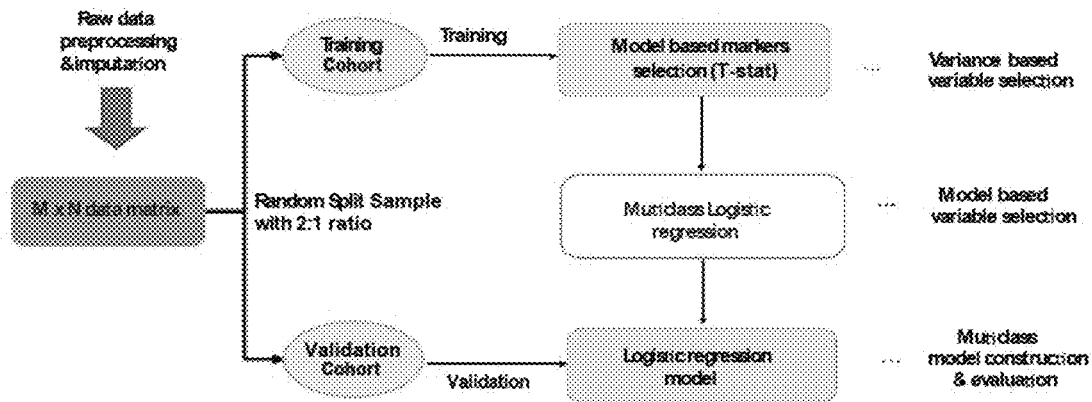 Raw data
preprocessing
&imputation
M x N data matrix
Random Split Sample
with 2:1 ratio
Training
Cohort
Training
Model based markers
selection (T-stat)
...
Variance based
variable selection
Logistic
regression
...
Model based
variable selection
Validation
Cohort
Validation
Logistic regression
model
...
model construction
& evaluation